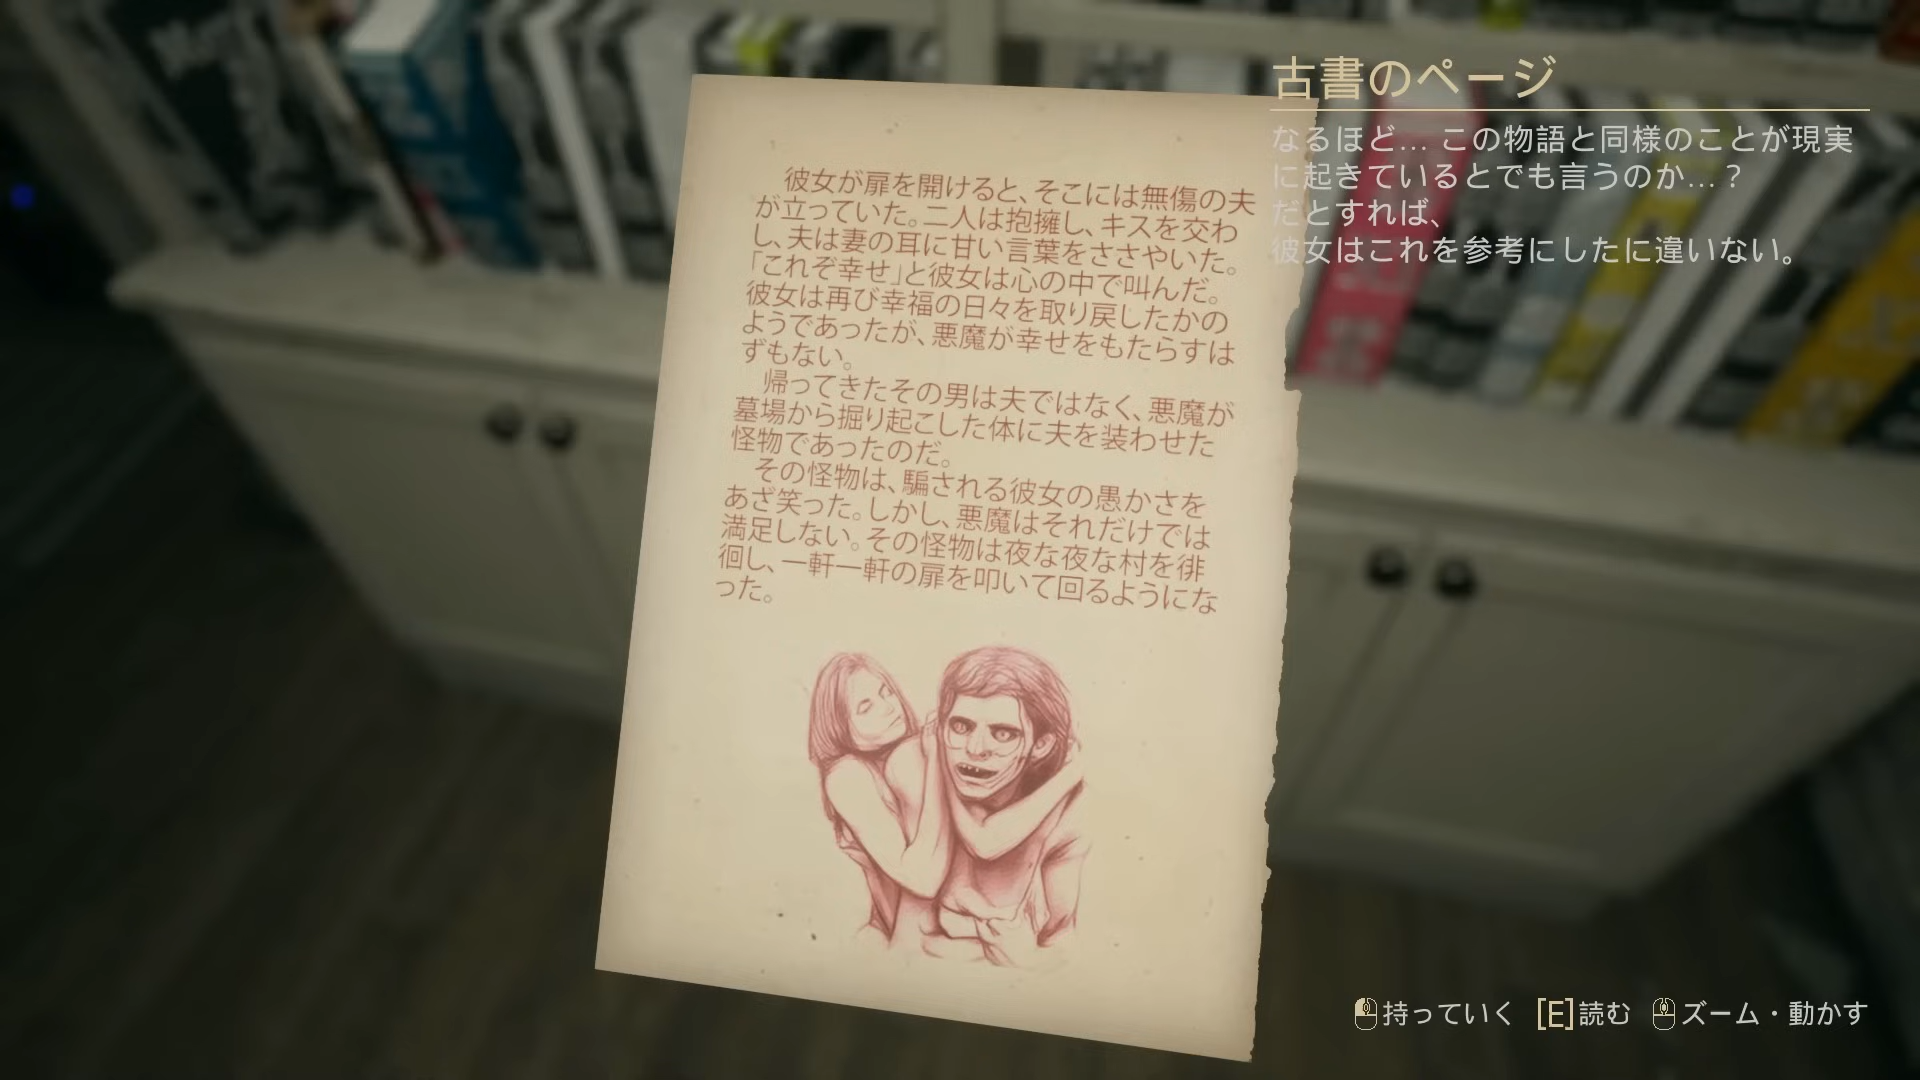 古書のページ
なるほど… この物語と同様のことが現実
に起きているとでも言うのか…？
だとすれば、
彼女はこれを参考にしたに違いない。
彼女が扉を開けると、そこには無傷の夫
が立っていた。二人は抱擁し、キスを交わ
し、夫は妻の耳に甘い言葉をささやいた。
「これぞ幸せ」と彼女は心の中で叫んだ。
彼女は再び幸福の日々を取り戻したかの
ようであったが、悪魔が幸せをもたらすは
ずもない。
帰ってきたその男は夫ではなく、悪魔が
墓場から掘り起こした体に夫を装わせた
怪物であったのだ。
その怪物は、騙される彼女の愚かさを
あざ笑った。しかし、悪魔はそれだけでは
満足しない。その怪物は夜な夜な村を徘
徊し、一軒一軒の扉を叩いて回るようにな
った。
持っていく [E]読む ズーム・動かす